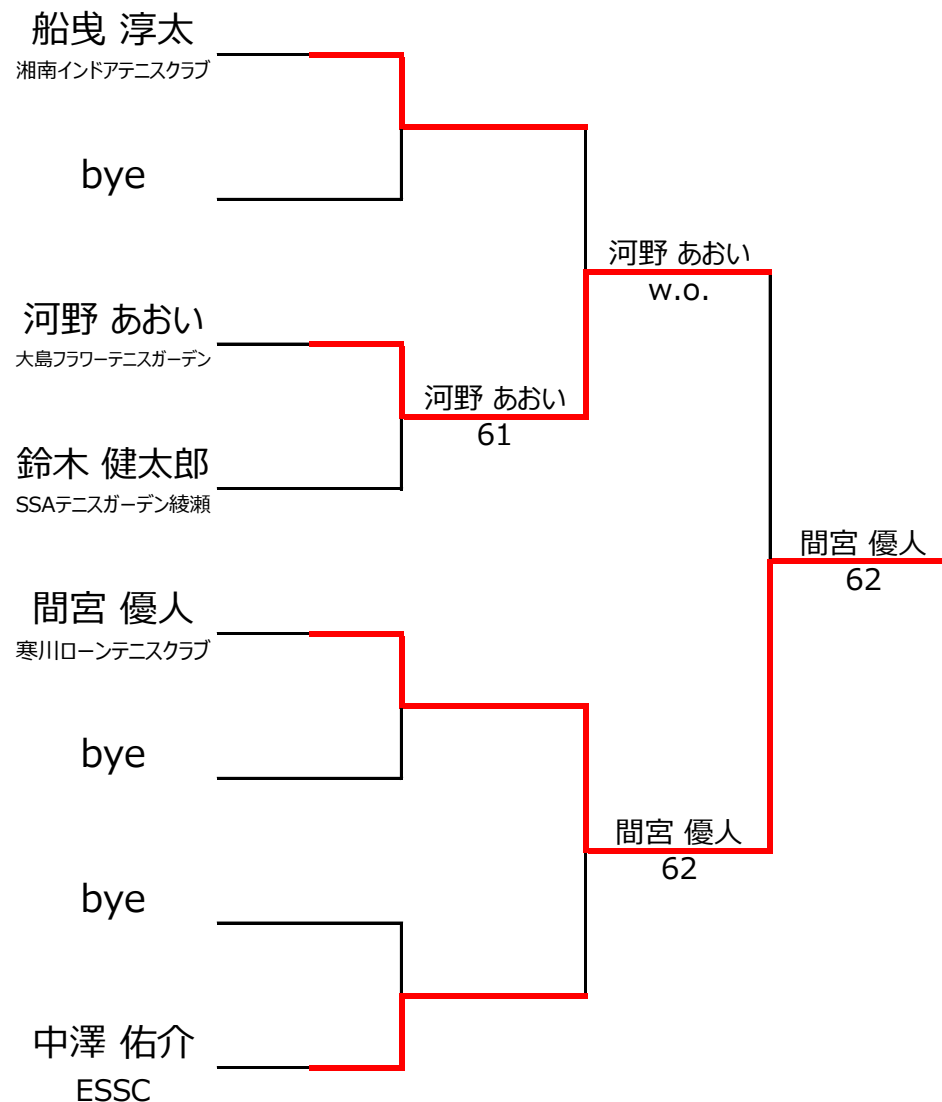 船曵 淳太
湘南インドアテニスクラブ
bye
河野 あおい
w.o.
河野 あおい
大島フラワーテニスガーデン
河野 あおい
61
鈴木 健太郎
SSAテニスガーデン綾瀬
間宮 優人
62
間宮 優人
寒川ローンテニスクラブ
bye
間宮 優人
62
bye
中澤 佑介
ESSC